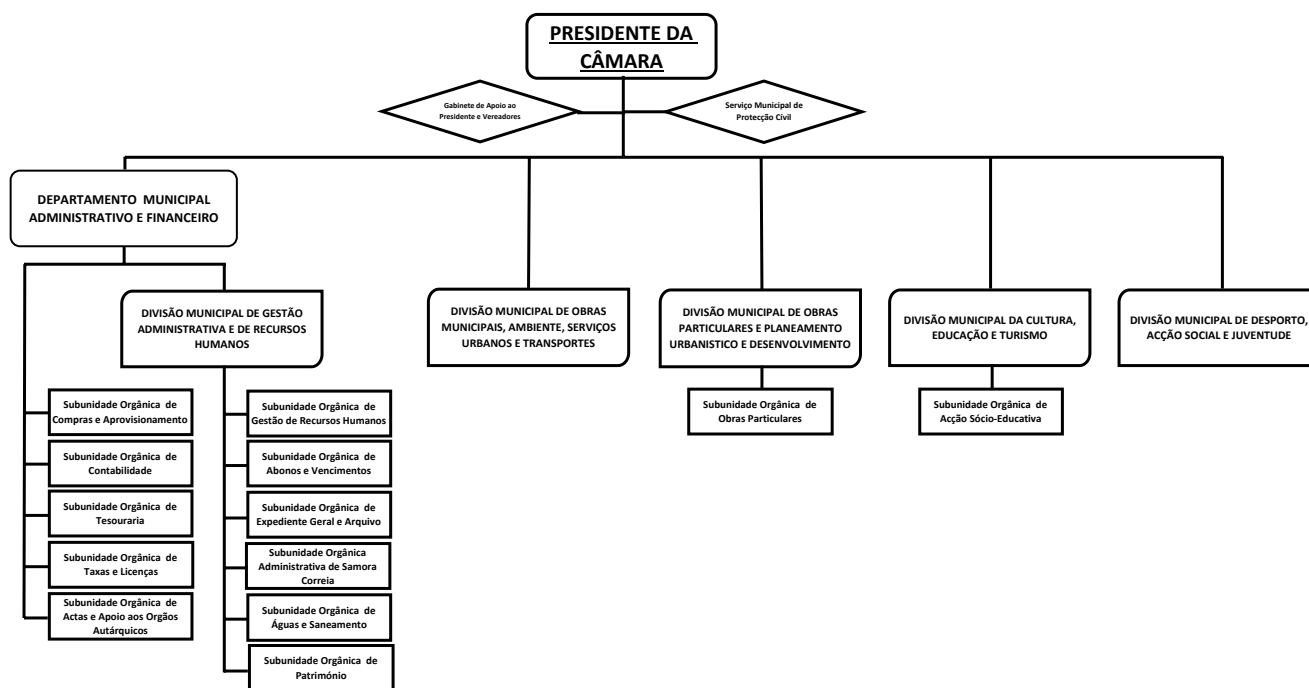 PRESIDENTE DA
CÂMARA
Gabinete de Apoio ao
Presidente e Vereadores
Serviço Municipal de
Protecção Civil
DEPARTAMENTO MUNICIPAL
ADMINISTRATIVO E FINANCEIRO
DIVISÃO MUNICIPAL DE GESTÃO
ADMINISTRATIVA E DE RECURSOS
HUMANOS
DIVISÃO MUNICIPAL DE OBRAS
MUNICIPAIS, AMBIENTE, SERVIÇOS
URBANOS E TRANSPORTES
DIVISÃO MUNICIPAL DE OBRAS
PARTICULARES E PLANEAMENTO
URBANISTICO E DESENVOLVIMENTO
DIVISÃO MUNICIPAL DA CULTURA,
EDUCAÇÃO E TURISMO
DIVISÃO MUNICIPAL DE DESPORTO,
ACÇÃO SOCIAL E JUVENTUDE
Subunidade Orgânica de
Compras e Aprovisionamento
Subunidade Orgânica de
Contabilidade
Subunidade Orgânica de
Tesouraria
Subunidade Orgânica de
Taxas e Licenças
Subunidade Orgânica de
Actas e Apoio aos Orgãos
Autárquicos
Subunidade Orgânica de
Gestão de Recursos Humanos
Subunidade Orgânica de
Abonos e Vencimentos
Subunidade Orgânica de
Expediente Geral e Arquivo
Subunidade Orgânica
Administrativa de Samora
Correia
Subunidade Orgânica de
Águas e Saneamento
Subunidade Orgânica de
Património
Subunidade Orgânica de
Obras Particulares
Subunidade Orgânica de
Acção Sócio-Educativa